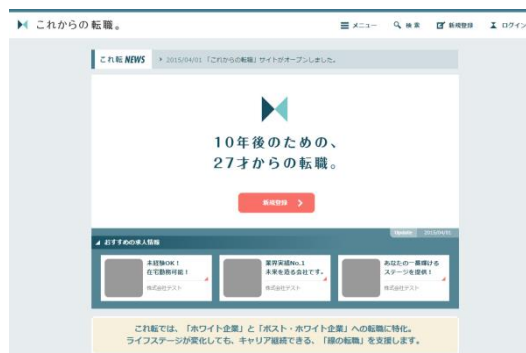 これからの転職。
メニュー 検索 新規登録 ログイン
これ転NEWS 2015/04/01 「これからの転職」サイトがオープンしました。
10年後のための、
27才からの転職。
新規登録
Update 2015/04/01
おすすめの求人情報
未経験OK!
在宅勤務可能!
株式会社テスト
業界実績No.1
未来を造る会社です。
株式会社テスト
あなたの一番輝ける
ステージを提供!
株式会社テスト
これ転では、「ホワイト企業」と「ポスト・ホワイト企業」への転職に特化。
ライフステージが変化しても、キャリア継続できる、「線の転職」を支援します。